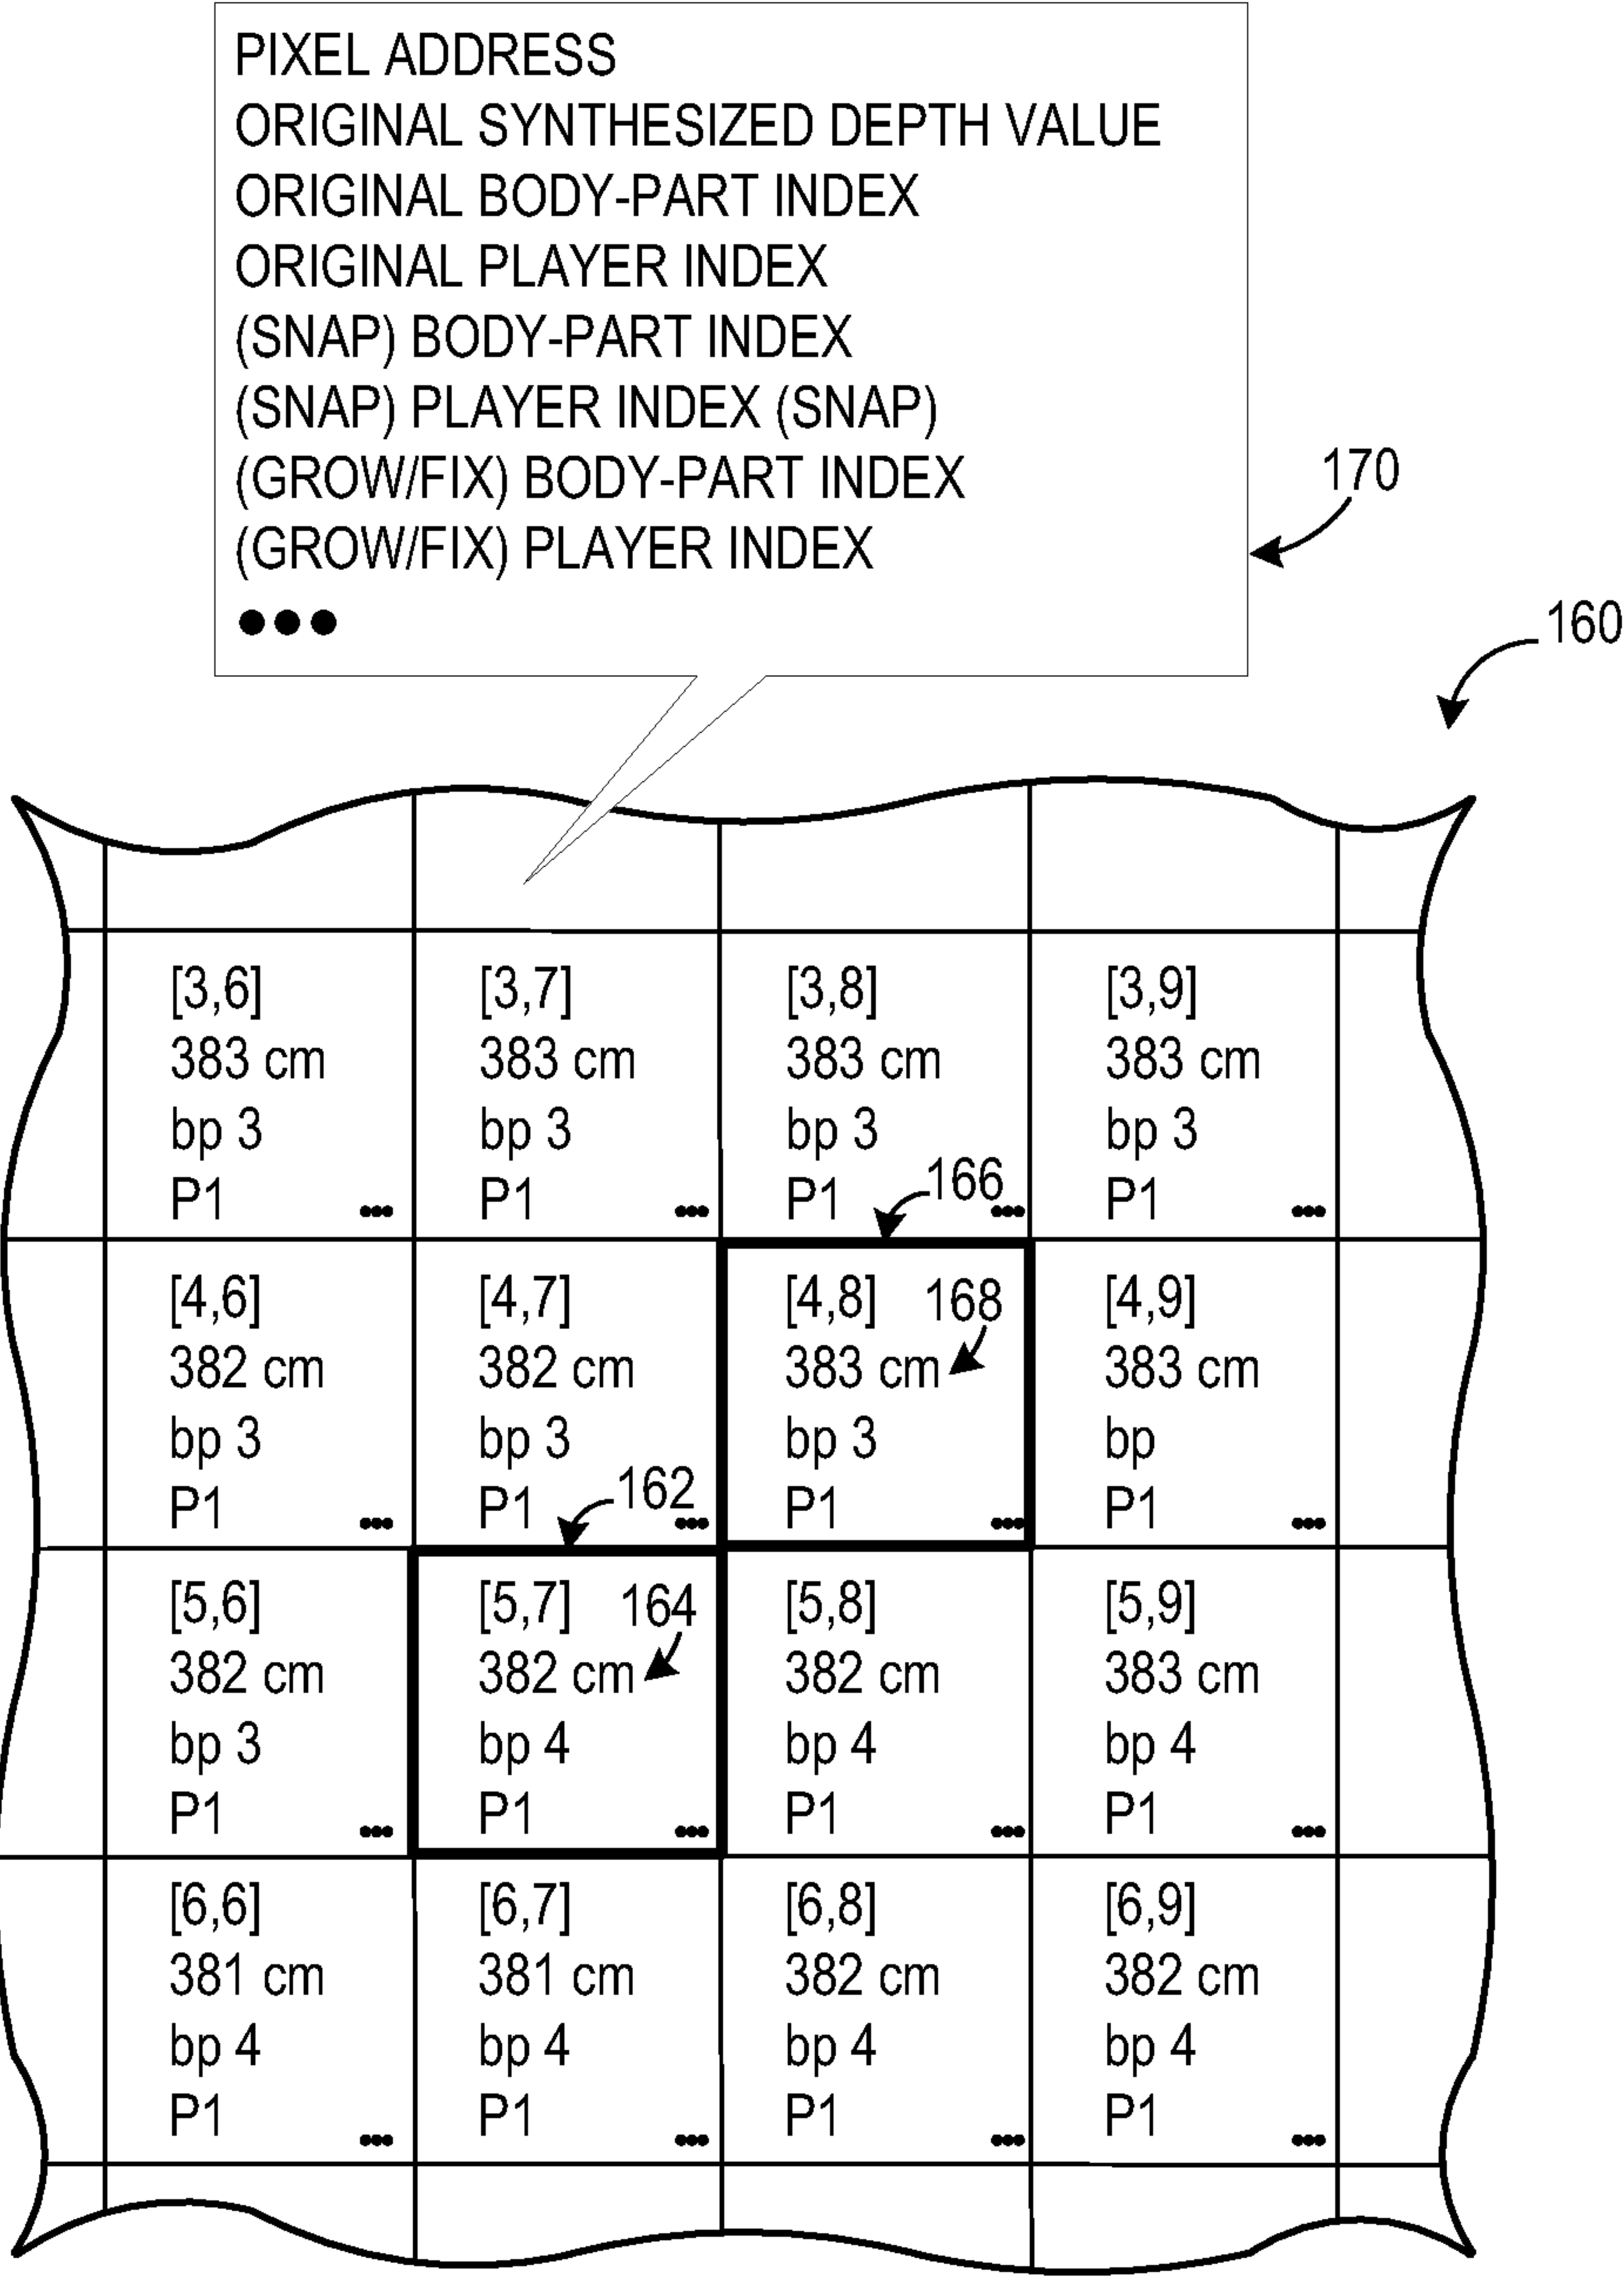 PIXEL ADDRESS
ORIGINAL SYNTHESIZED DEPTH VALUE
ORIGINAL BODY-PART INDEX
ORIGINAL PLAYER INDEX
(SNAP) BODY-PART INDEX
(SNAP) PLAYER INDEX (SNAP)
(GROW/FIX) BODY-PART INDEX
(GROW/FIX) PLAYER INDEX
•••
170
160
[3,6] [3,7] [3,8] [3,9]
383 cm 383 cm 383 cm 383 cm
bp 3 bp 3 bp 3 bp 3
P1 ••• P1 ••• P1 ••• P1 •••
166
[4,6] [4,7] [4,8] 168 [4,9]
382 cm 382 cm 383 cm 383 cm
bp 3 bp 3 bp 3 bp
P1 ••• P1 ••• P1 ••• P1 •••
162
[5,6] [5,7] 164 [5,8] [5,9]
382 cm 382 cm 382 cm 383 cm
bp 3 bp 4 bp 4 bp 4
P1 ••• P1 ••• P1 ••• P1 •••
[6,6] [6,7] [6,8] [6,9]
381 cm 381 cm 382 cm 382 cm
bp 4 bp 4 bp 4 bp 4
P1 ••• P1 ••• P1 ••• P1 •••